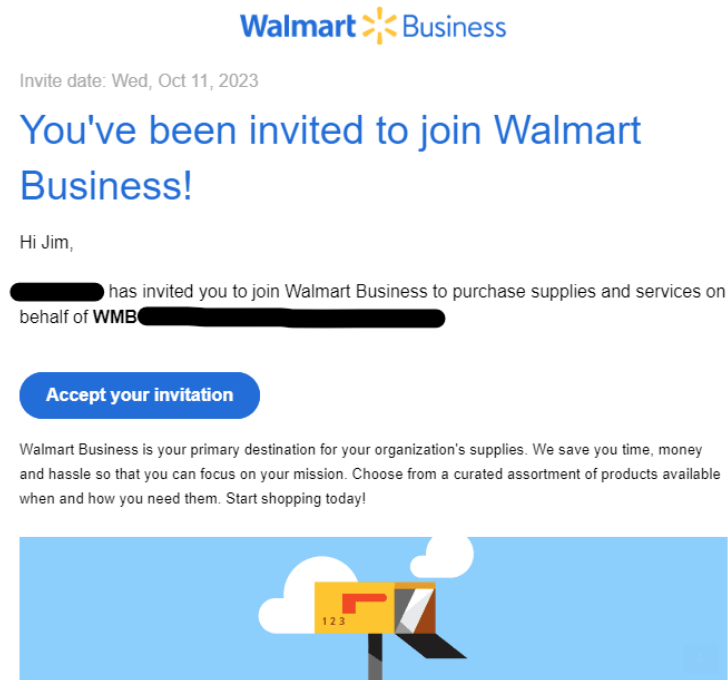 Walmart Business
Invite date: Wed, Oct 11, 2023
You've been invited to join Walmart
Business!
Hi Jim,
has invited you to join Walmart Business to purchase supplies and services on
behalf of WMB
Accept your invitation
Walmart Business is your primary destination for your organization's supplies. We save you time, money
and hassle so that you can focus on your mission. Choose from a curated assortment of products available
when and how you need them. Start shopping today!
123